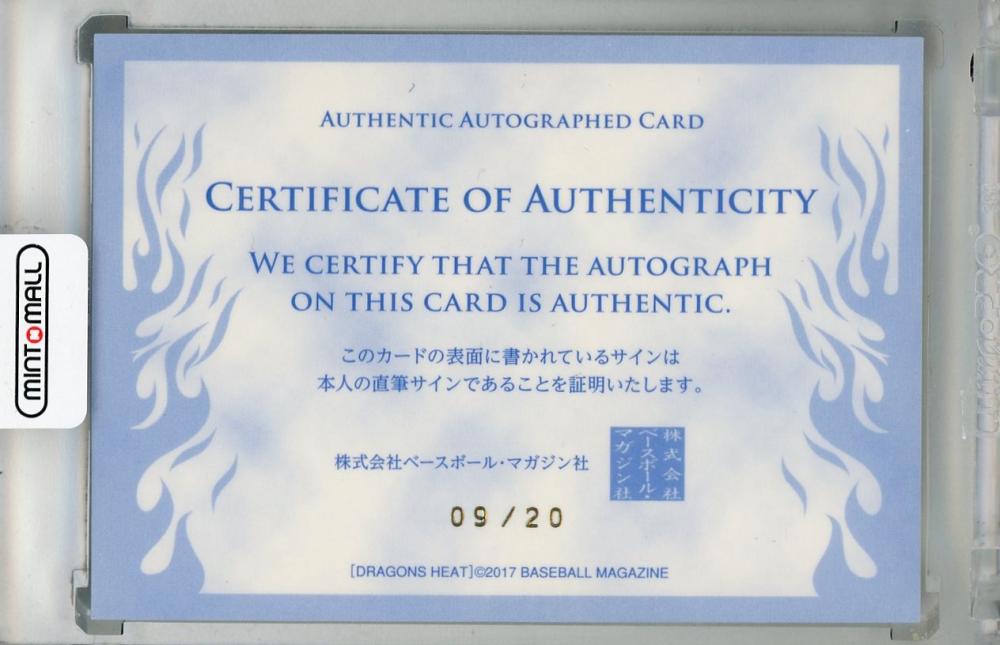 AUTHENTIC AUTOGRAPHED CARD
CERTIFICATE OF AUTHENTICITY
WE CERTIFY THAT THE AUTOGRAPH
ON THIS CARD IS AUTHENTIC.
このカードの表面に書かれているサインは
本人の直筆サインであることを証明いたします。
株式会社ベースボール・マガジン社
株式会社
ベースボール・
マガジン社
09/20
[DRAGONS HEAT]©2017 BASEBALL MAGAZINE
MINT MALL